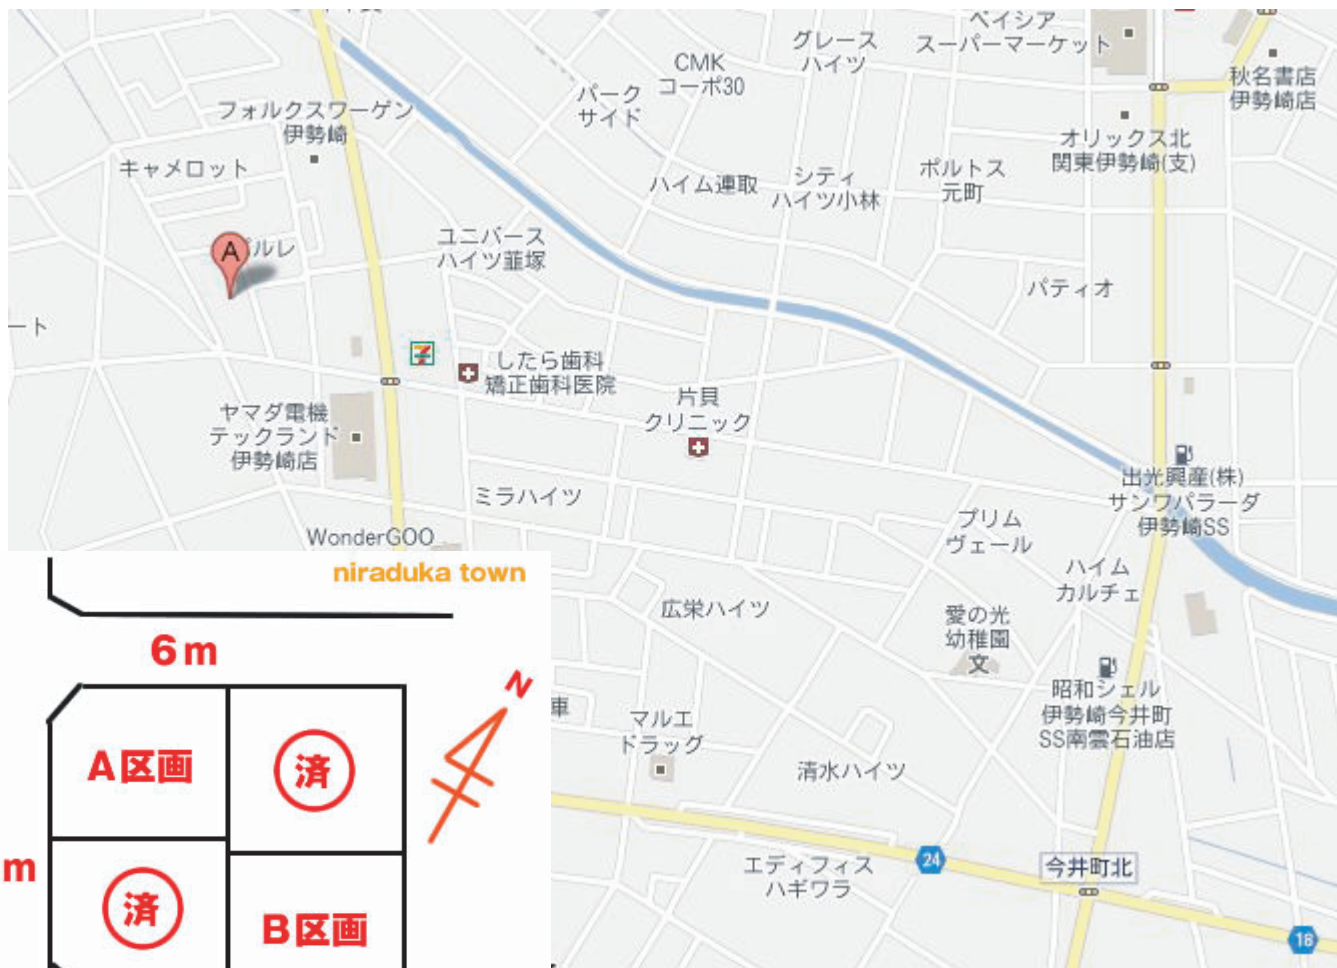 ベイシア
スーパーマーケット
グレース
ハイツ
CMK
コーポ30
秋名書店
伊勢崎店
パーク
サイド
フォルクスワーゲン
伊勢崎
オリックス北
関東伊勢崎(支)
キャメロット
ハイム連取
シティ
ハイツ小林
ポルトス
元町
A
ルレ
ユニバース
ハイツ韮塚
パティオ
ート
7
したら歯科
矯正歯科医院
片貝
クリニック
ヤマダ電機
テックランド
伊勢崎店
出光興産(株)
サンワパラーダ
伊勢崎SS
ミラハイツ
プリム
ヴェール
WonderGOO
ハイム
カルチェ
niraduka town
広栄ハイツ
愛の光
幼稚園
文
6m
N
昭和シェル
伊勢崎今井町
SS南雲石油店
庫
マルエ
ドラッグ
A区画
済
清水ハイツ
m
済
B区画
エディフィス
ハギワラ
24
今井町北
18